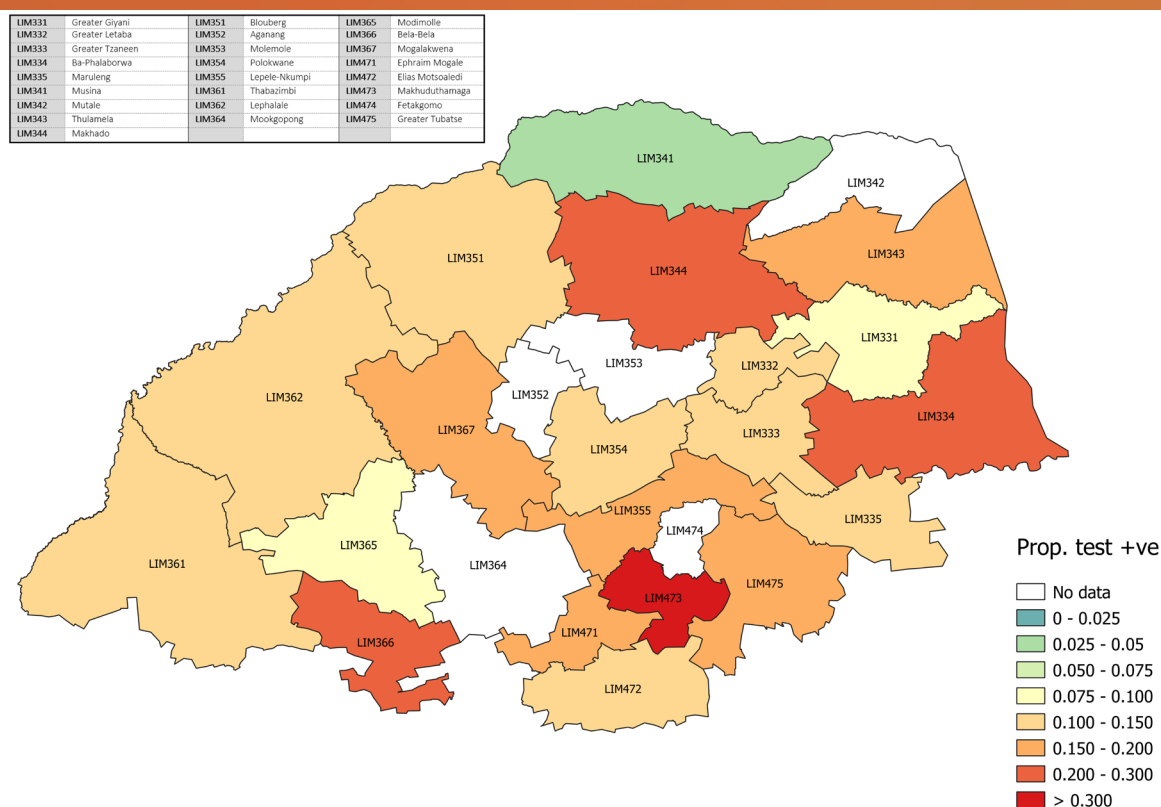 LIM331 Greater Giyani LIM351 Blouberg LIM365 Modimolle
LIM332 Greater Letaba LIM352 Aganang LIM366 Bela-Bela
LIM333 Greater Tzaneen LIM353 Molemole LIM367 Mogalakwena
LIM334 Ba-Phalaborwa LIM354 Polokwane LIM471 Ephraim Mogale
LIM335 Maruleng LIM355 Lepele-Nkumpi LIM472 Elias Motsoaledi
LIM341 Musina LIM361 Thabazimbi LIM473 Makhuduthamaga
LIM342 Mutale LIM362 Lephalale LIM474 Fetakgomo
LIM343 Thulamela LIM364 Mookgopong LIM475 Greater Tubatse
LIM344 Makhado
LIM341
LIM342
LIM343
LIM351
LIM344
LIM331
LIM353
LIM332
LIM352
LIM362
LIM334
LIM367
LIM333
LIM354
LIM355
LIM335
LIM474
LIM365
LIM361
LIM364
LIM475
LIM473
LIM471
LIM366
LIM472
Prop. test +ve
No data
0 - 0.025
0.025 - 0.05
0.050 - 0.075
0.075 - 0.100
0.100 - 0.150
0.150 - 0.200
0.200 - 0.300
> 0.300